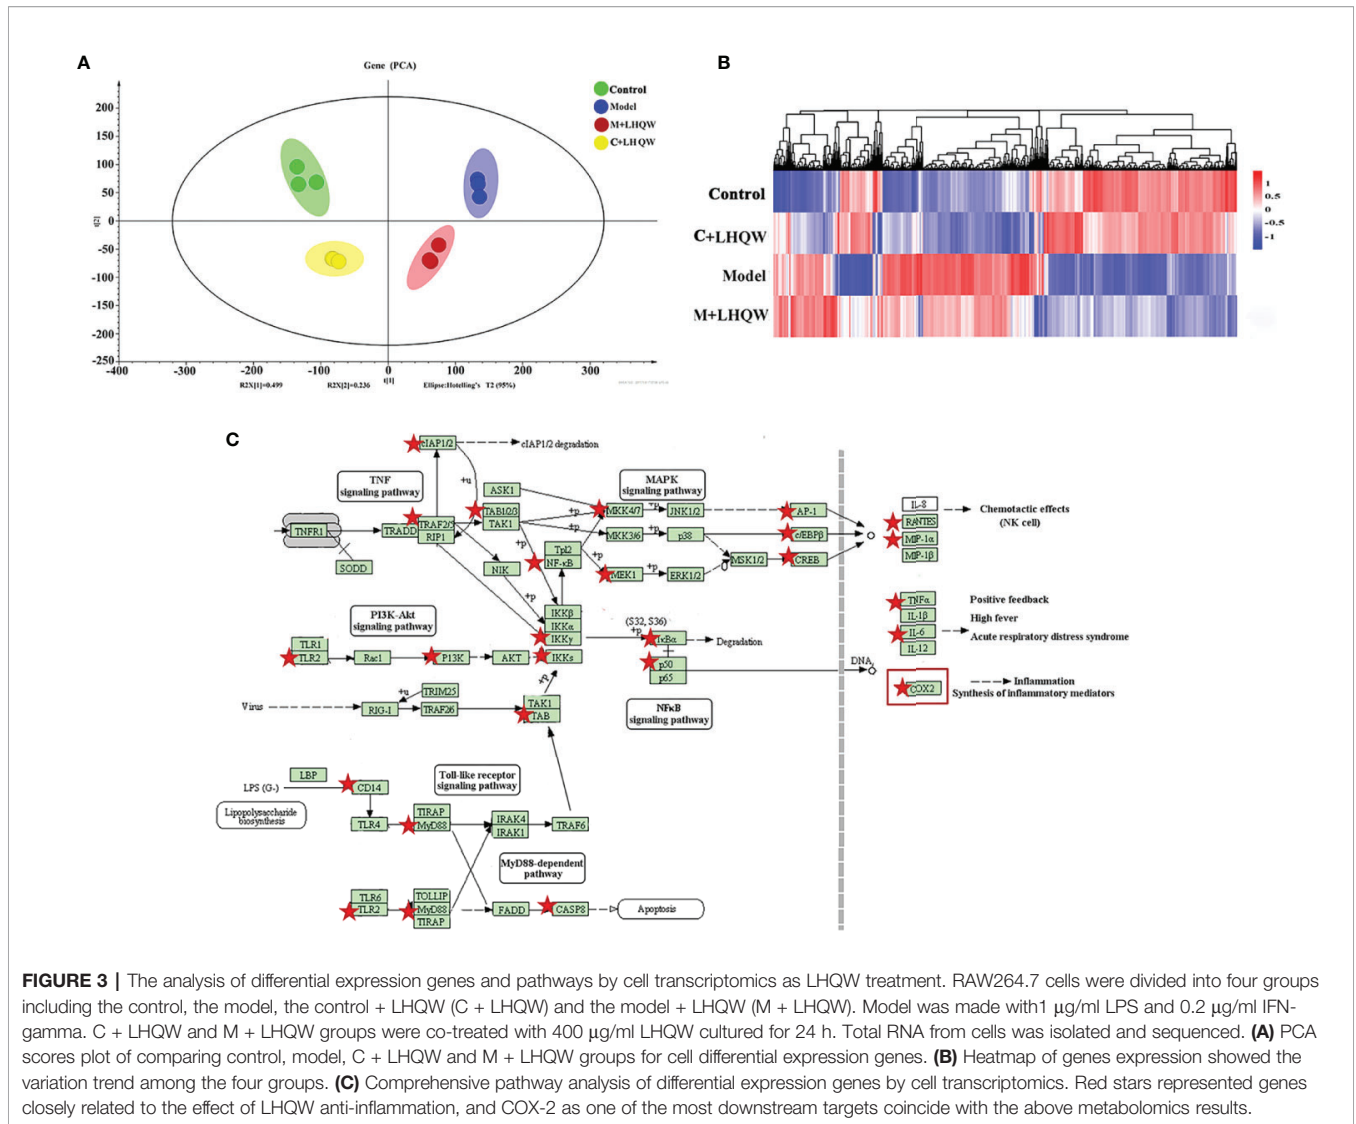 A
Gene (PCA)
Control
Model
M+LHQW
C+LHQW
200
150
100
50
0
-50
-100
-150
-200
-250
t[2]
-400
-300
-200
-100
0
100
200
300
R2X[1]=0.499
R2X[2]=0.236
t[1]
Ellipse:Hotelling's T2 (95%)
B
Control
C+LHQW
Model
M+LHQW
1
0.5
0
-0.5
-1
C
cIAP1/2
cIAP1/2 degradation
TNF
signaling pathway
MAPK
signaling pathway
+u
ASK1
TAB1/2/3
TAK1
TNFR1
TRADD
TRAF2/5
RIP1
SODD
NIK
+p
+p
+p
+p
+p
Tpl2
NF-κB
MKK4/7
+p
JNK1/2
AP-1
MKK3/6
+p
p38
c/EBPβ
MEK1
+p
ERK1/2
MSK1/2
CREB
IL-8
RANTES
MIP-1α
MIP-1β
Chemotactic effects
(NK cell)
PI3K-Akt
signaling pathway
IKKβ
IKKα
IKKγ
IKKs
(S32, S36)
+p
IκBα
Degradation
TNFα
IL-1β
IL-6
IL-12
Positive feedback
High fever
Acute respiratory distress syndrome
TLR1
TLR2
Rac1
P13K
AKT
p50
p65
DNA
COX2
Inflammation
Synthesis of inflammatory mediators
+p
Virus
RIG-1
+u
TRIM25
TRAF2/6
TAK1
TAB
NFκB
signaling pathway
Toll-like receptor
signaling pathway
LBP
LPS (G-)
CD14
Lipopolysaccharide
biosynthesis
TLR4
TIRAP
MyD88
IRAK4
IRAK1
TRAF6
MyD88-dependent
pathway
TLR6
TLR2
TOLLIP
MyD88
TIRAP
FADD
CASP8
Apoptosis
FIGURE 3 | The analysis of differential expression genes and pathways by cell transcriptomics as LHQW treatment. RAW264.7 cells were divided into four groups
including the control, the model, the control + LHQW (C + LHQW) and the model + LHQW (M + LHQW). Model was made with1 μg/ml LPS and 0.2 μg/ml IFN-
gamma. C + LHQW and M + LHQW groups were co-treated with 400 μg/ml LHQW cultured for 24 h. Total RNA from cells was isolated and sequenced. (A) PCA
scores plot of comparing control, model, C + LHQW and M + LHQW groups for cell differential expression genes. (B) Heatmap of genes expression showed the
variation trend among the four groups. (C) Comprehensive pathway analysis of differential expression genes by cell transcriptomics. Red stars represented genes
closely related to the effect of LHQW anti-inflammation, and COX-2 as one of the most downstream targets coincide with the above metabolomics results.